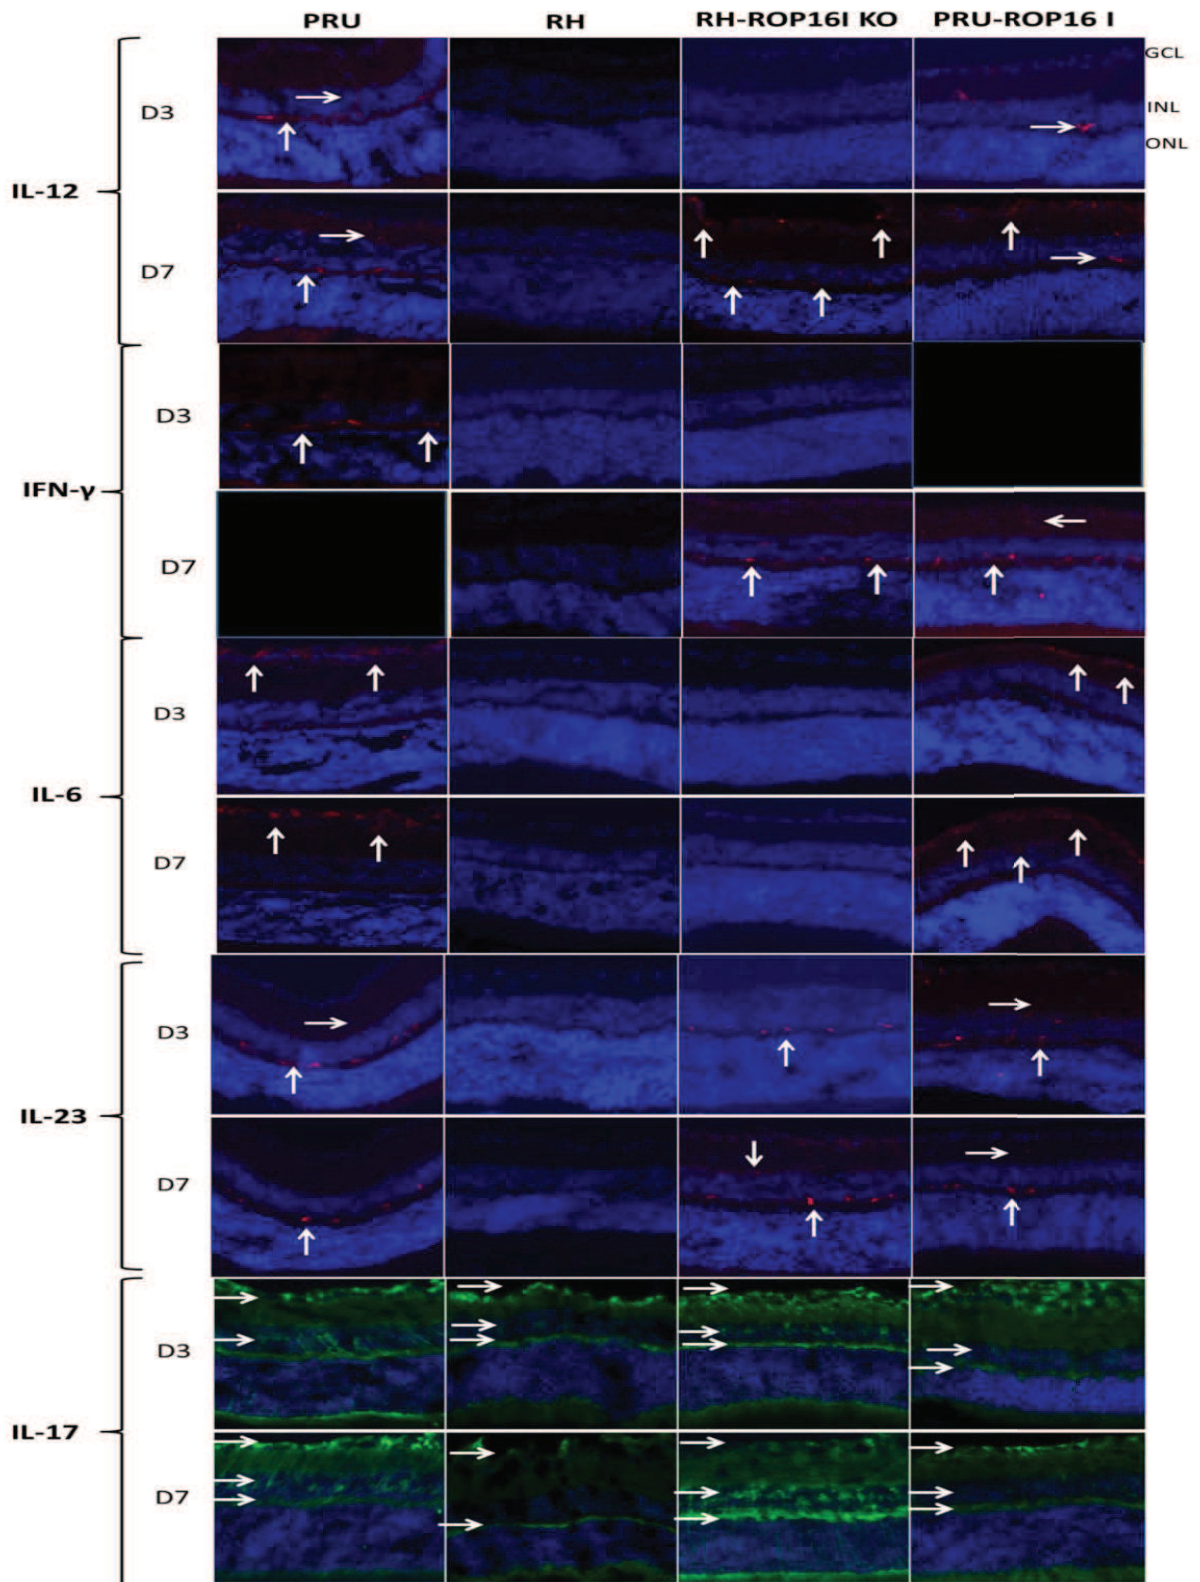 PRU RH RH-ROP16I KO PRU-ROP16 I
GCL
D3
INL
ONL
IL-12
D7
D3
IFN-γ
D7
D3
IL-6
D7
D3
IL-23
D7
D3
IL-17
D7